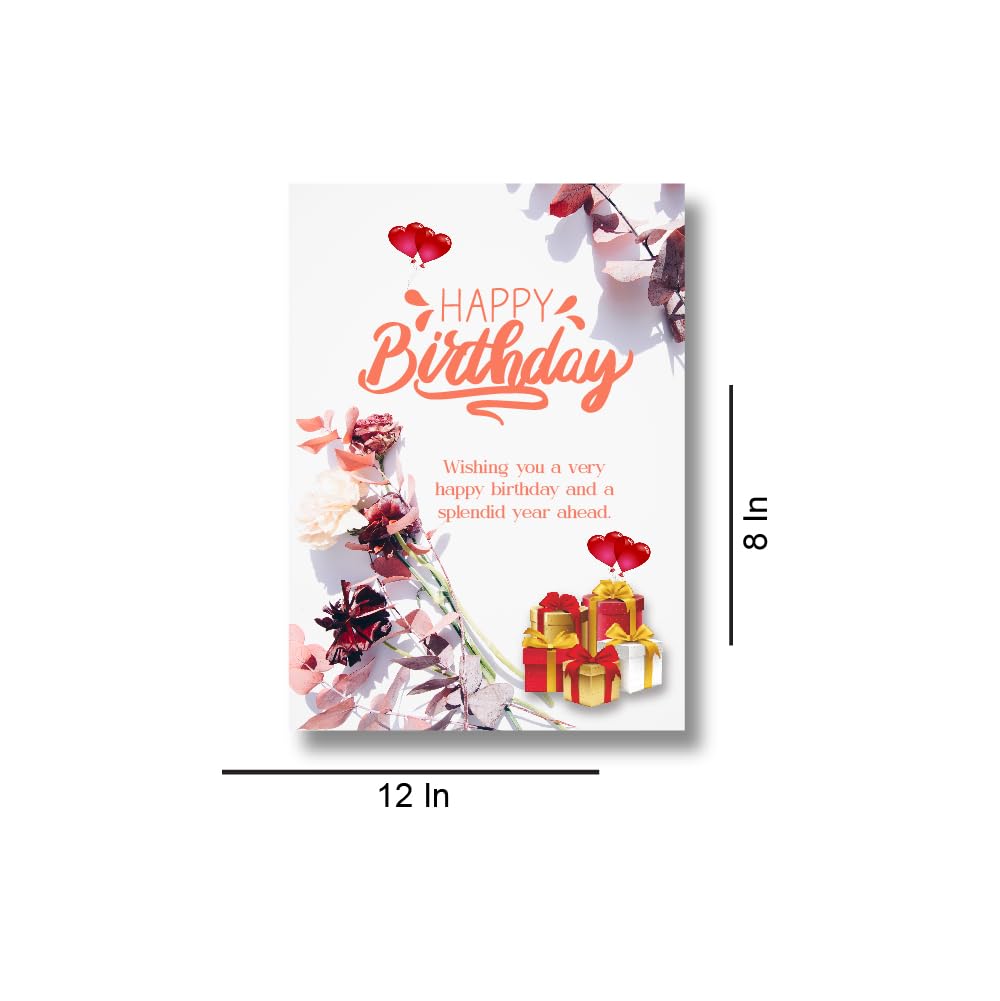 HAPPY
Birthday
Wishing you a very
happy birthday and a
splendid year ahead.
8 In
12 In